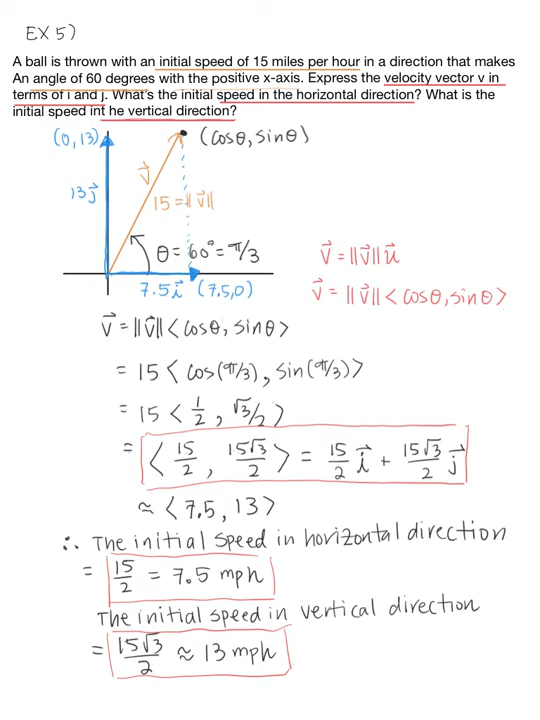 EX 5)
A ball is thrown with an initial speed of 15 miles per hour in a direction that makes
An angle of 60 degrees with the positive x-axis. Express the velocity vector v in
terms of i and j. What's the initial speed in the horizontal direction? What is the
initial speed int he vertical direction?
(0,13)
(cosθ, sinθ)
v⃗
13j⃗
15 = ||v⃗||
θ = 60° = π/3
7.5i⃗ (7.5,0)
v⃗ = ||v⃗|| u⃗
v⃗ = ||v⃗|| <cosθ, sinθ>
v⃗ = ||v⃗|| <cosθ, sinθ>
= 15 < cos(π/3), sin(π/3)>
= 15 < 1/2, √3/2 >
= < 15/2, 15√3/2 > = 15/2 i⃗ + 15√3/2 j⃗
≈ <7.5, 13>
∴ The initial speed in horizontal direction
= 15/2 = 7.5 mph
The initial speed in vertical direction
= 15√3/2 ≈ 13 mph